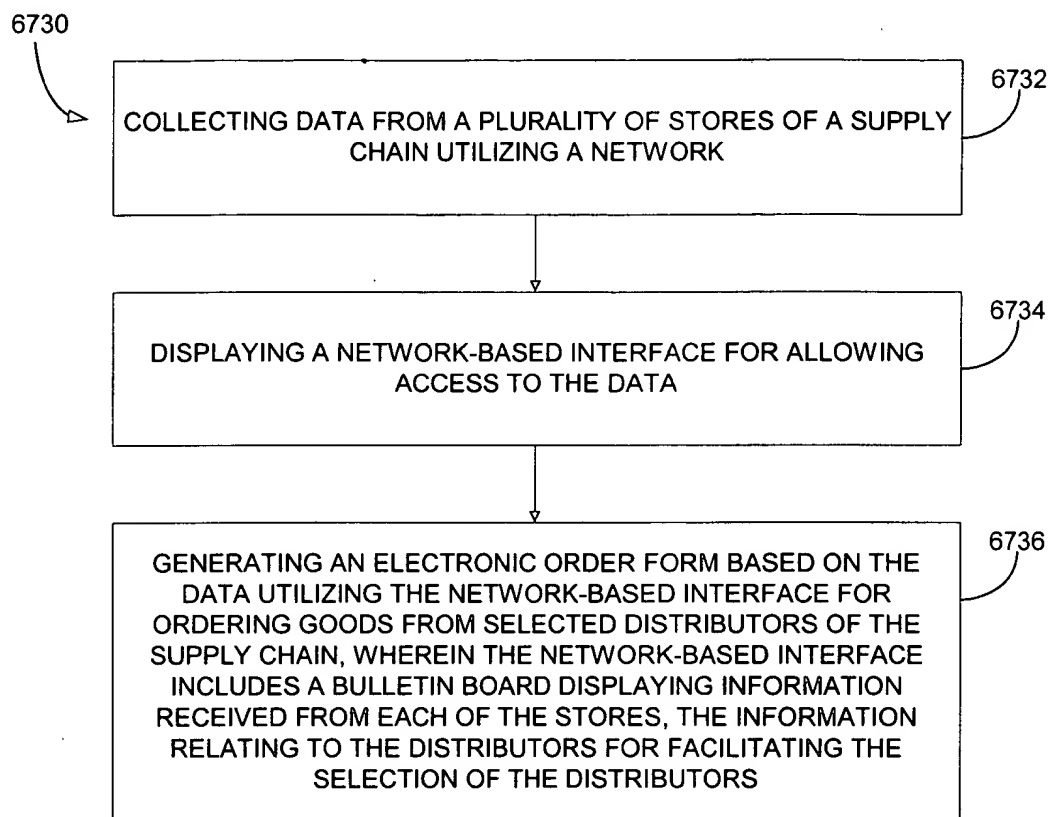 6730
6732
COLLECTING DATA FROM A PLURALITY OF STORES OF A SUPPLY
CHAIN UTILIZING A NETWORK
6734
DISPLAYING A NETWORK-BASED INTERFACE FOR ALLOWING
ACCESS TO THE DATA
6736
GENERATING AN ELECTRONIC ORDER FORM BASED ON THE
DATA UTILIZING THE NETWORK-BASED INTERFACE FOR
ORDERING GOODS FROM SELECTED DISTRIBUTORS OF THE
SUPPLY CHAIN, WHEREIN THE NETWORK-BASED INTERFACE
INCLUDES A BULLETIN BOARD DISPLAYING INFORMATION
RECEIVED FROM EACH OF THE STORES, THE INFORMATION
RELATING TO THE DISTRIBUTORS FOR FACILITATING THE
SELECTION OF THE DISTRIBUTORS